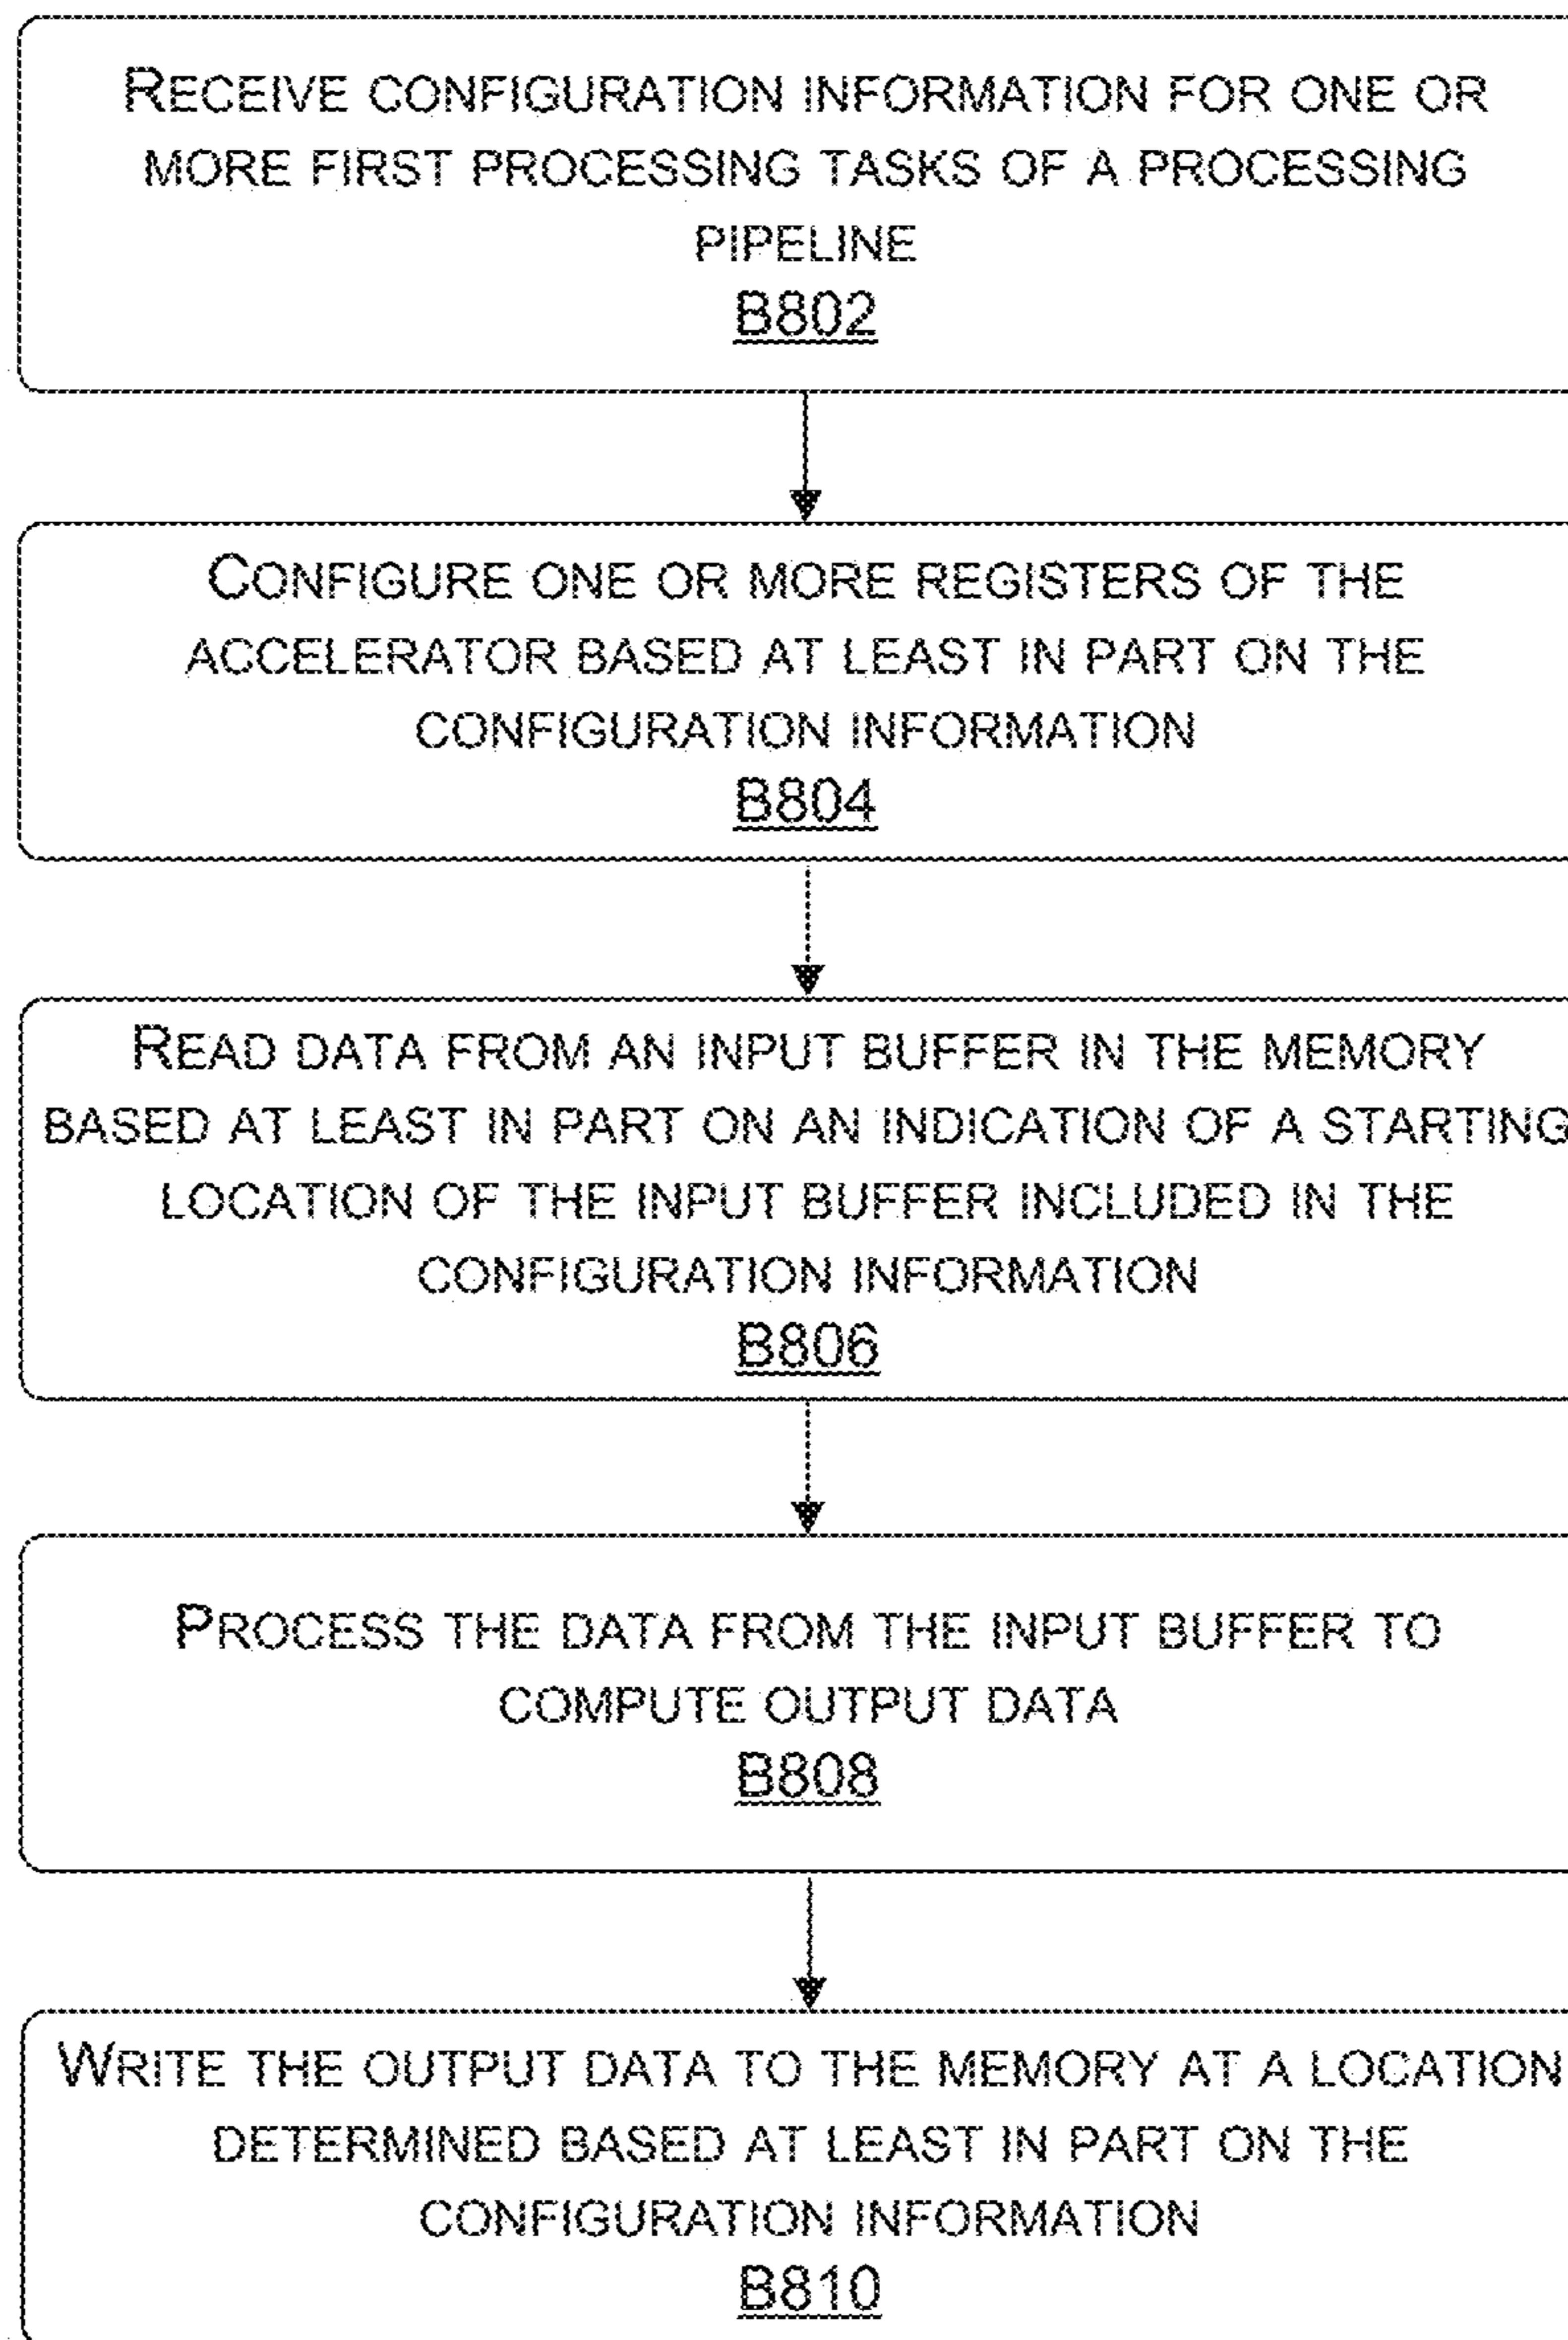 RECEIVE CONFIGURATION INFORMATION FOR ONE OR
MORE FIRST PROCESSING TASKS OF A PROCESSING
PIPELINE
B802
CONFIGURE ONE OR MORE REGISTERS OF THE
ACCELERATOR BASED AT LEAST IN PART ON THE
CONFIGURATION INFORMATION
B804
READ DATA FROM AN INPUT BUFFER IN THE MEMORY
BASED AT LEAST IN PART ON AN INDICATION OF A STARTING
LOCATION OF THE INPUT BUFFER INCLUDED IN THE
CONFIGURATION INFORMATION
B806
PROCESS THE DATA FROM THE INPUT BUFFER TO
COMPUTE OUTPUT DATA
B808
WRITE THE OUTPUT DATA TO THE MEMORY AT A LOCATION
DETERMINED BASED AT LEAST IN PART ON THE
CONFIGURATION INFORMATION
B810